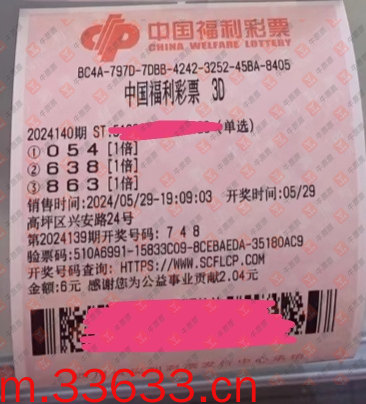 中国福利彩票
CHINA WELFARE LOTTERY
8C4A-797D-7DBB-4242-3252-45BA-8405
中国福利彩票 3D
2024140期 ST (单选)
①054[1倍]
②638[1倍]
③863[1倍]
销售时间:2024/05/29-19:09:03 开奖时间:05/29
高坪区兴安路24号
第2024139期开奖号码:7 4 8
验票码:510A6991-15833C09-8CEBAEDA-35180AC9
开奖号码查询: HTTPS://WWW.SCFLCP.COM
金额:6元 感谢您为公益事业贡献2.04元
m.33633.cn